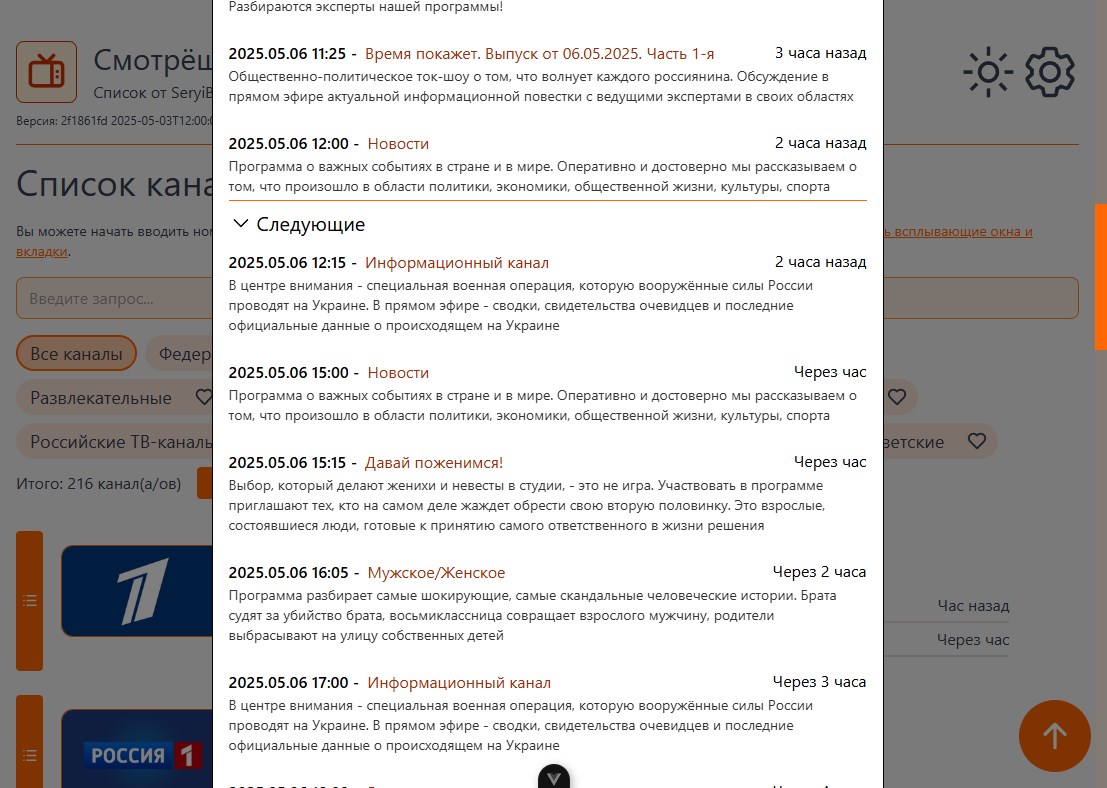 Разбираются эксперты нашей программы!
2025.05.06 11:25 - Время покажет. Выпуск от 06.05.2025. Часть 1-я 3 часа назад
Общественно-политическое ток-шоу о том, что волнует каждого россиянина. Обсуждение в
прямом эфире актуальной информационной повестки с ведущими экспертами в своих областях
2025.05.06 12:00 - Новости 2 часа назад
Программа о важных событиях в стране и в мире. Оперативно и достоверно мы рассказываем о
том, что произошло в области политики, экономики, общественной жизни, культуры, спорта
Следующие
2025.05.06 12:15 - Информационный канал 2 часа назад
В центре внимания - специальная военная операция, которую вооружённые силы России
проводят на Украине. В прямом эфире - сводки, свидетельства очевидцев и последние
официальные данные о происходящем на Украине
2025.05.06 15:00 - Новости Через час
Программа о важных событиях в стране и в мире. Оперативно и достоверно мы рассказываем о
том, что произошло в области политики, экономики, общественной жизни, культуры, спорта
2025.05.06 15:15 - Давай поженимся! Через час
Выбор, который делают женихи и невесты в студии, - это не игра. Участвовать в программе
приглашают тех, кто на самом деле жаждет обрести свою вторую половинку. Это взрослые,
состоявшиеся люди, готовые к принятию самого ответственного в жизни решения
2025.05.06 16:05 - Мужское/Женское Через 2 часа
Программа разбирает самые шокирующие, самые скандальные человеческие истории. Брата
судят за убийство брата, восьмиклассница совращает взрослого мужчину, родители
выбрасывают на улицу собственных детей
2025.05.06 17:00 - Информационный канал Через 3 часа
В центре внимания - специальная военная операция, которую вооружённые силы России
проводят на Украине. В прямом эфире - сводки, свидетельства очевидцев и последние
официальные данные о происходящем на Украине
Смотрёш
Список от SeryiB
Версия: 2f1861fd 2025-05-03T12:00:0
Список кана
Вы можете начать вводить но
всплывающие окна и
вкладки.
Введите запрос...
Все каналы Федер
Развлекательные
Российские ТВ-каналь
ветские
Итого: 216 канал(а/ов)
1
Час назад
Через час
РОССИЯ 1